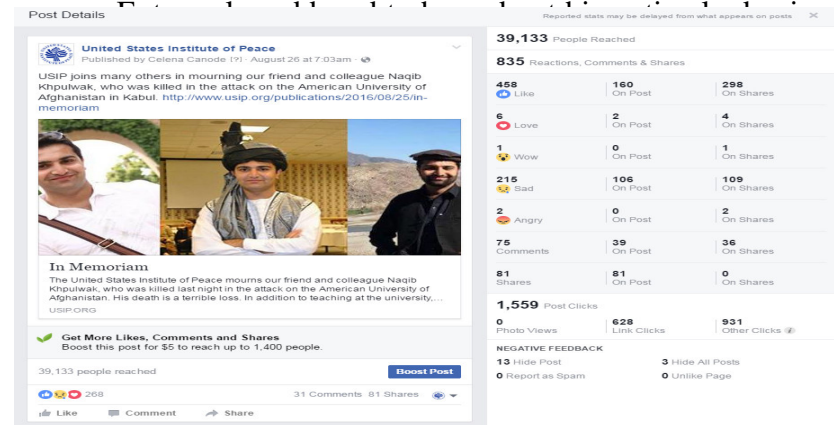 Post Details
Reported stats may be delayed from what appears on posts
United States Institute of Peace
Published by Celena Canode [?] · August 26 at 7:03am ·
USIP joins many others in mourning our friend and colleague Naqib
Khpulwak, who was killed in the attack on the American University of
Afghanistan in Kabul. http://www.usip.org/publications/2016/08/25/in-
memoriam
In Memoriam
The United States Institute of Peace mourns our friend and colleague Naqib
Khpulwak, who was killed last night in the attack on the American University of
Afghanistan. His death is a terrible loss. In addition to teaching at the university,...
USIP.ORG
Get More Likes, Comments and Shares
Boost this post for $5 to reach up to 1,400 people.
39,133 people reached
Boost Post
268
31 Comments 81 Shares
Like Comment Share
39,133 People Reached
835 Reactions, Comments & Shares
458 160 298
Like On Post On Shares
6 2 4
Love On Post On Shares
1 0 1
Wow On Post On Shares
215 106 109
Sad On Post On Shares
2 0 2
Angry On Post On Shares
75 39 36
Comments On Post On Shares
81 81 0
Shares On Post On Shares
1,559 Post Clicks
0 628 931
Photo Views Link Clicks Other Clicks
NEGATIVE FEEDBACK
13 Hide Post 3 Hide All Posts
0 Report as Spam 0 Unlike Page